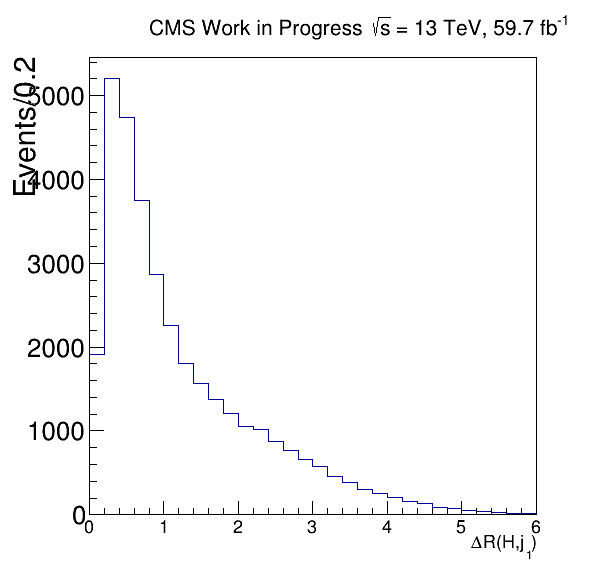 CMS Work in Progress √s = 13 TeV, 59.7 fb⁻¹
Events/0.2
5000
4000
3000
2000
1000
0
0 1 2 3 4 5 6
ΔR(H,j₁)